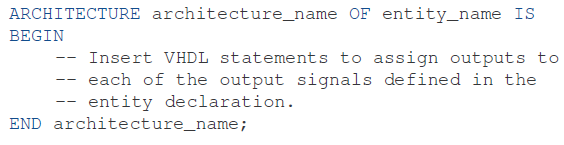 ARCHITECTURE architecture_name OF entity_name IS
BEGIN
-- Insert VHDL statements to assign outputs to
-- each of the output signals defined in the
-- entity declaration.
END architecture_name;